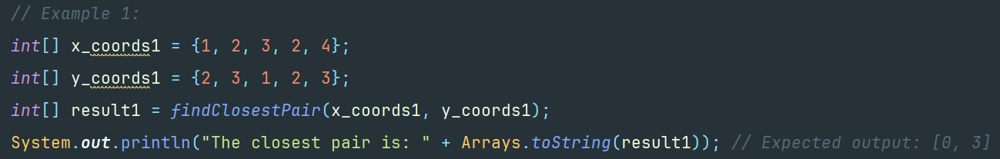 // Example 1:
int[] x_coords1 = {1, 2, 3, 2, 4};
int[] y_coords1 = {2, 3, 1, 2, 3};
int[] result1 = findClosestPair(x_coords1, y_coords1);
System.out.println("The closest pair is: " + Arrays.toString(result1)); // Expected output: [0, 3]